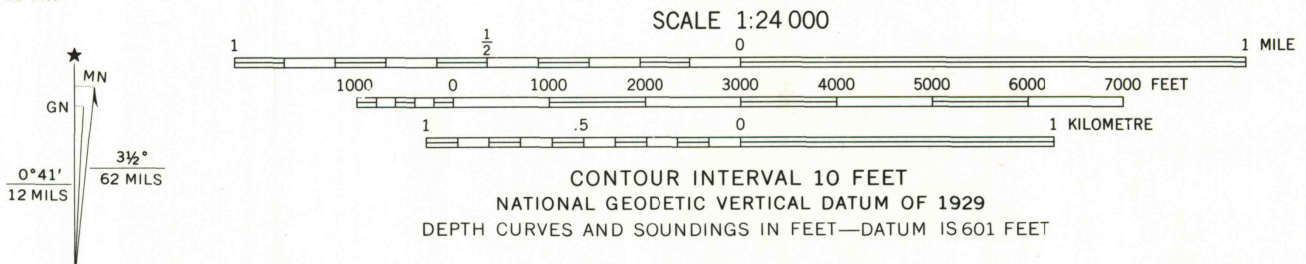 SCALE 1:24 000
1 1/2 0 1 MILE
1000 0 1000 2000 3000 4000 5000 6000 7000 FEET
1 .5 0 1 KILOMETRE
CONTOUR INTERVAL 10 FEET
NATIONAL GEODETIC VERTICAL DATUM OF 1929
DEPTH CURVES AND SOUNDINGS IN FEET—DATUM IS 601 FEET
★
MN
GN
0°41'
12 MILS
3½°
62 MILS